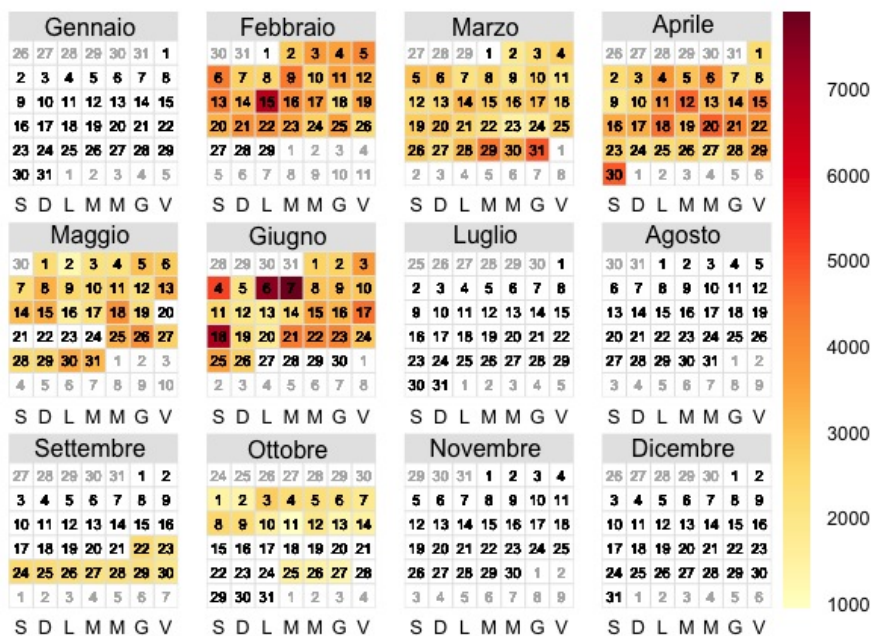 Gennaio
26 27 28 29 30 31 1
2 3 4 5 6 7 8
9 10 11 12 13 14 15
16 17 18 19 20 21 22
23 24 25 26 27 28 29
30 31 1 2 3 4 5
S D L M M G V
Febbraio
30 31 1 2 3 4 5
6 7 8 9 10 11 12
13 14 15 16 17 18 19
20 21 22 23 24 25 26
27 28 29 1 2 3 4
5 6 7 8 9 10 11
S D L M M G V
Marzo
27 28 29 1 2 3 4
5 6 7 8 9 10 11
12 13 14 15 16 17 18
19 20 21 22 23 24 25
26 27 28 29 30 31 1
2 3 4 5 6 7 8
S D L M M G V
Aprile
26 27 28 29 30 31 1
2 3 4 5 6 7 8
9 10 11 12 13 14 15
16 17 18 19 20 21 22
23 24 25 26 27 28 29
30 1 2 3 4 5 6
S D L M M G V
Maggio
30 1 2 3 4 5 6
7 8 9 10 11 12 13
14 15 16 17 18 19 20
21 22 23 24 25 26 27
28 29 30 31 1 2 3
4 5 6 7 8 9 10
S D L M M G V
Giugno
28 29 30 31 1 2 3
4 5 6 7 8 9 10
11 12 13 14 15 16 17
18 19 20 21 22 23 24
25 26 27 28 29 30 1
2 3 4 5 6 7 8
S D L M M G V
Luglio
25 26 27 28 29 30 1
2 3 4 5 6 7 8
9 10 11 12 13 14 15
16 17 18 19 20 21 22
23 24 25 26 27 28 29
30 31 1 2 3 4 5
S D L M M G V
Agosto
30 31 1 2 3 4 5
6 7 8 9 10 11 12
13 14 15 16 17 18 19
20 21 22 23 24 25 26
27 28 29 30 31 1 2
3 4 5 6 7 8 9
S D L M M G V
Settembre
27 28 29 30 31 1 2
3 4 5 6 7 8 9
10 11 12 13 14 15 16
17 18 19 20 21 22 23
24 25 26 27 28 29 30
1 2 3 4 5 6 7
S D L M M G V
Ottobre
24 25 26 27 28 29 30
1 2 3 4 5 6 7
8 9 10 11 12 13 14
15 16 17 18 19 20 21
22 23 24 25 26 27 28
29 30 31 1 2 3 4
S D L M M G V
Novembre
29 30 31 1 2 3 4
5 6 7 8 9 10 11
12 13 14 15 16 17 18
19 20 21 22 23 24 25
26 27 28 29 30 1 2
3 4 5 6 7 8 9
S D L M M G V
Dicembre
26 27 28 29 30 1 2
3 4 5 6 7 8 9
10 11 12 13 14 15 16
17 18 19 20 21 22 23
24 25 26 27 28 29 30
31 1 2 3 4 5 6
S D L M M G V
7000
6000
5000
4000
3000
2000
1000